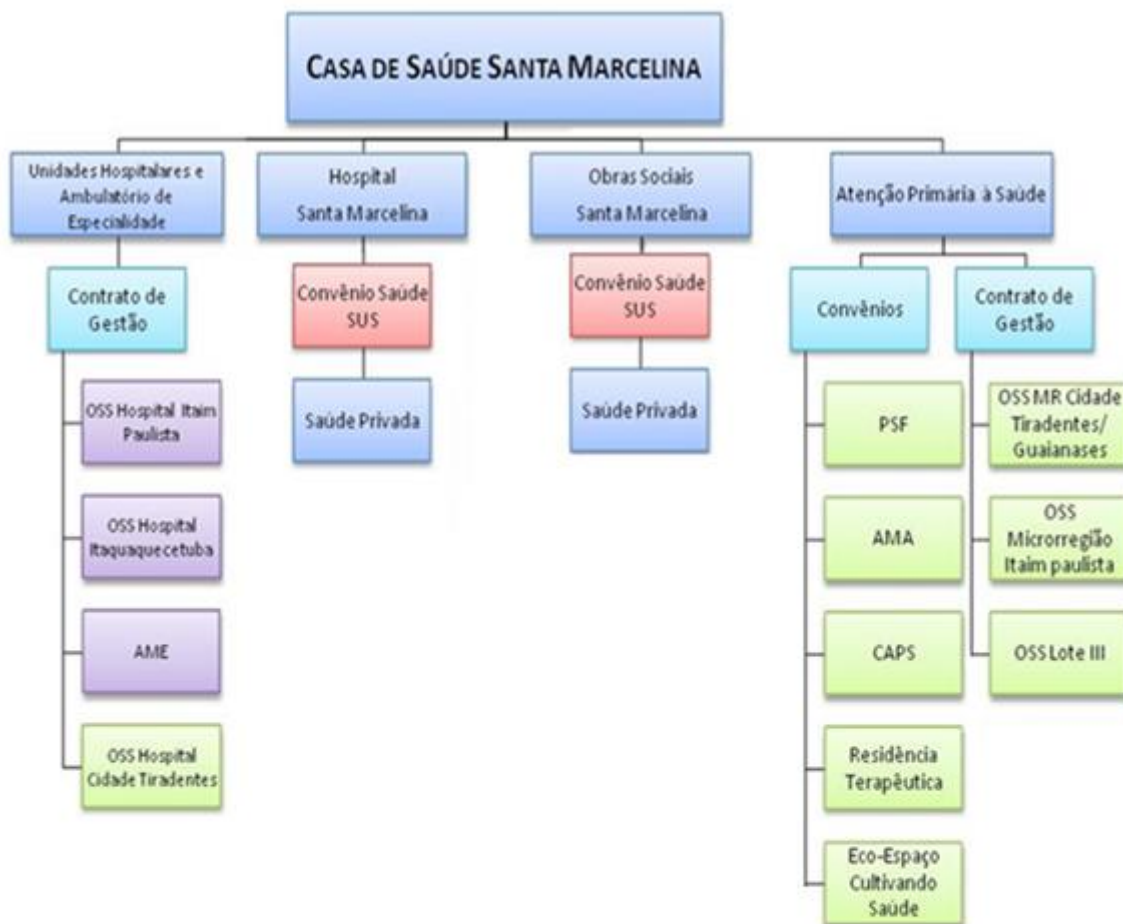 CASA DE SAÚDE SANTA MARCELINA
Unidades Hospitalares e
Ambulatório de
Especialidade
Hospital
Santa Marcelina
Obras Sociais
Santa Marcelina
Atenção Primária à Saúde
Contrato de
Gestão
Convênio Saúde
SUS
Convênio Saúde
SUS
Convênios
Contrato de
Gestão
OSS Hospital Itaim
Paulista
Saúde Privada
Saúde Privada
PSF
OSS MR Cidade
Tiradentes/
Guaianases
OSS Hospital
Itaquaquecetuba
AMA
OSS
Microrregião
Itaim paulista
AME
CAPS
OSS Lote III
OSS Hospital
Cidade Tiradentes
Residência
Terapêutica
Eco-Espaço
Cultivando
Saúde